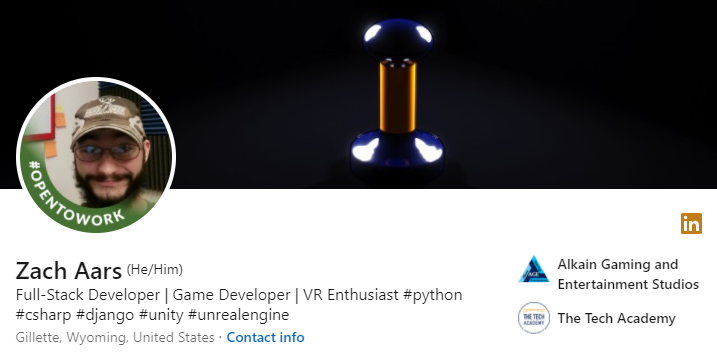 #OPENTOWORK
Zach Aars (He/Him)
Full-Stack Developer | Game Developer | VR Enthusiast #python
#csharp #django #unity #unrealengine
Gillette, Wyoming, United States · Contact info
in
AGE
Alkain Gaming and
Entertainment Studios
THE TECH
ACADEMY
The Tech Academy